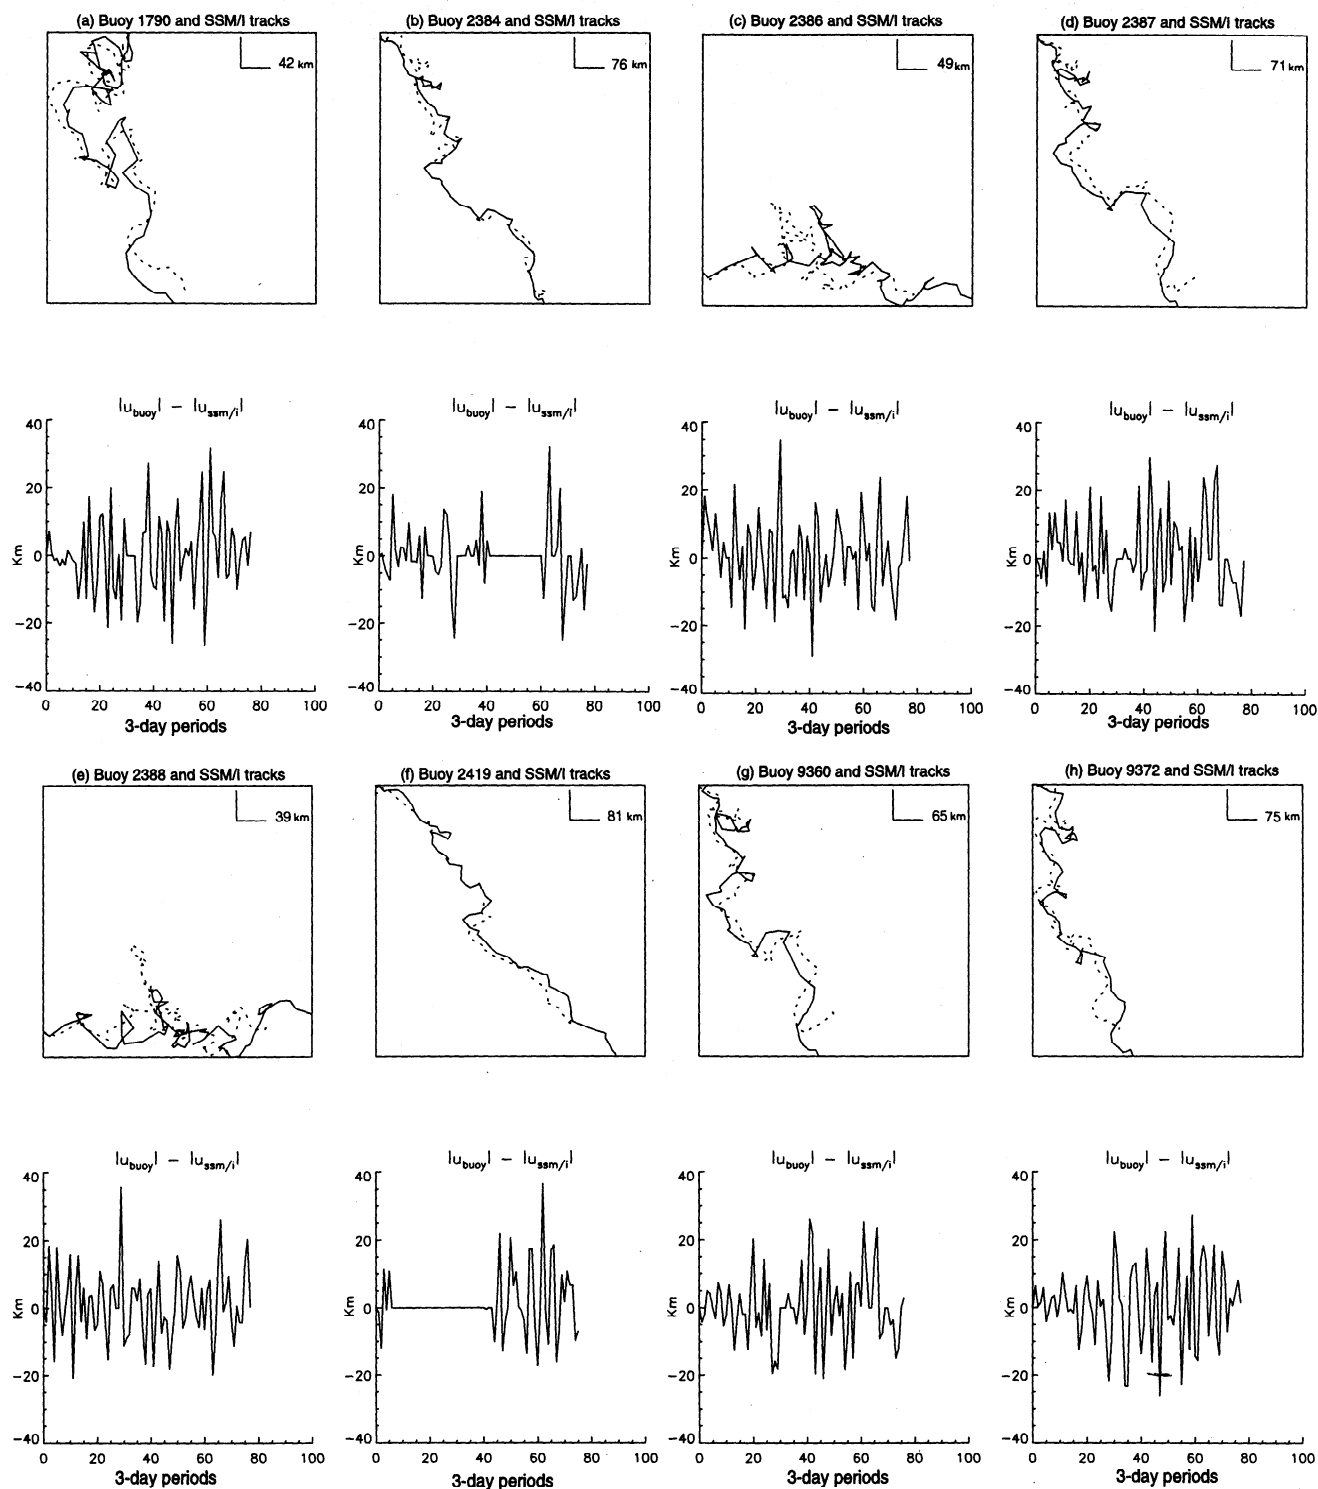 (a) Buoy 1790 and SSM/I tracks
(b) Buoy 2384 and SSM/I tracks
(c) Buoy 2386 and SSM/I tracks
(d) Buoy 2387 and SSM/I tracks
42 km
76 km
49 km
71 km
|u_buoy| − |u_ssm/i|
|u_buoy| − |u_ssm/i|
|u_buoy| − |u_ssm/i|
|u_buoy| − |u_ssm/i|
40
20
0
−20
−40
Km
0 20 40 60 80 100
3-day periods
40
20
0
−20
−40
Km
0 20 40 60 80 100
3-day periods
40
20
0
−20
−40
Km
0 20 40 60 80 100
3-day periods
40
20
0
−20
−40
Km
0 20 40 60 80 100
3-day periods
(e) Buoy 2388 and SSM/I tracks
(f) Buoy 2419 and SSM/I tracks
(g) Buoy 9360 and SSM/I tracks
(h) Buoy 9372 and SSM/I tracks
39 km
81 km
65 km
75 km
|u_buoy| − |u_ssm/i|
|u_buoy| − |u_ssm/i|
|u_buoy| − |u_ssm/i|
|u_buoy| − |u_ssm/i|
40
20
0
−20
−40
Km
0 20 40 60 80 100
3-day periods
40
20
0
−20
−40
Km
0 20 40 60 80 100
3-day periods
40
20
0
−20
−40
Km
0 20 40 60 80 100
3-day periods
40
20
0
−20
−40
Km
0 20 40 60 80 100
3-day periods